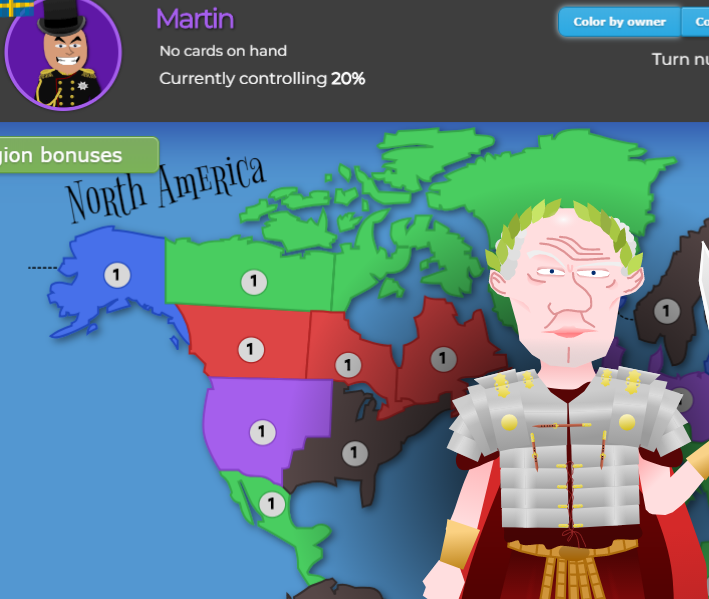 Martin
No cards on hand
Currently controlling 20%
Color by owner
Co
Turn nu
gion bonuses
North America
1
1
1
1
1
1
1
1
1